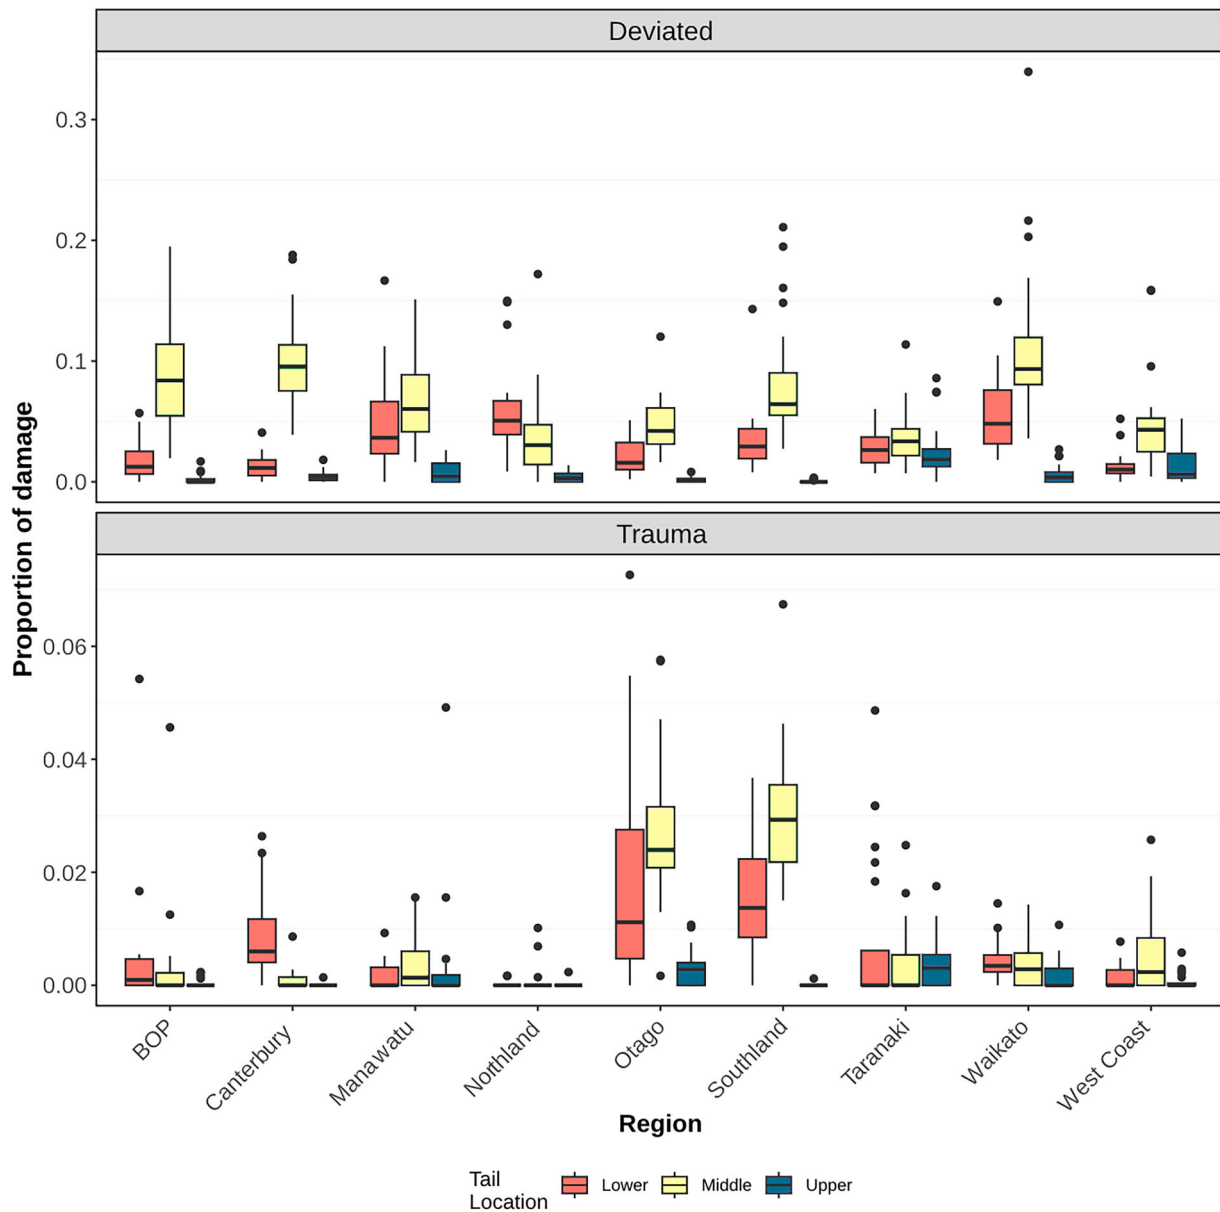 Deviated
0.3
0.2
0.1
0.0
Trauma
0.06
0.04
0.02
0.00
Proportion of damage
BOP
Canterbury
Manawatu
Northland
Otago
Southland
Taranaki
Waikato
West Coast
Region
Tail
Location
Lower
Middle
Upper